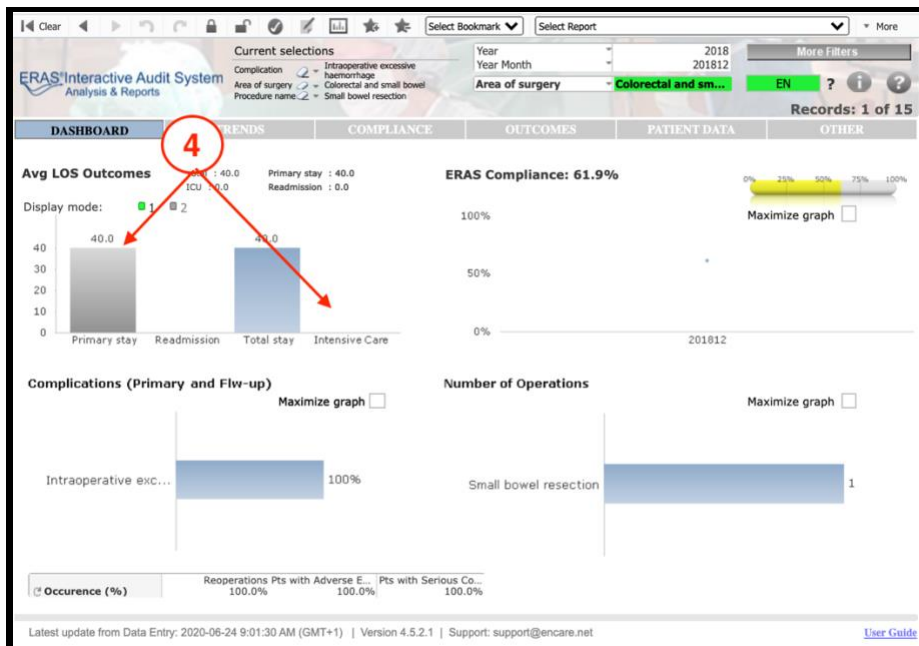 Clear
Select Bookmark
Select Report
More
ERAS® Interactive Audit System
Analysis & Reports
Current selections
Complication Intraoperative excessive haemorrhage
Area of surgery Colorectal and small bowel
Procedure name Small bowel resection
Year 2018
Year Month 201812
Area of surgery Colorectal and sm...
More Filters
EN ? i ?
Records: 1 of 15
DASHBOARD TRENDS COMPLIANCE OUTCOMES PATIENT DATA OTHER
4
Avg LOS Outcomes
: 40.0 Primary stay : 40.0
ICU : 0.0 Readmission : 0.0
Display mode: 1 2
40.0
40.0
40
30
20
10
0
Primary stay Readmission Total stay Intensive Care
ERAS Compliance: 61.9%
0% 25% 50% 75% 100%
Maximize graph
100%
50%
0%
201812
Complications (Primary and Flw-up)
Maximize graph
Intraoperative exc...
100%
Number of Operations
Maximize graph
Small bowel resection
1
Occurence (%)
Reoperations Pts with Adverse E... Pts with Serious Co...
100.0% 100.0% 100.0%
Latest update from Data Entry: 2020-06-24 9:01:30 AM (GMT+1) | Version 4.5.2.1 | Support: support@encare.net
User Guide